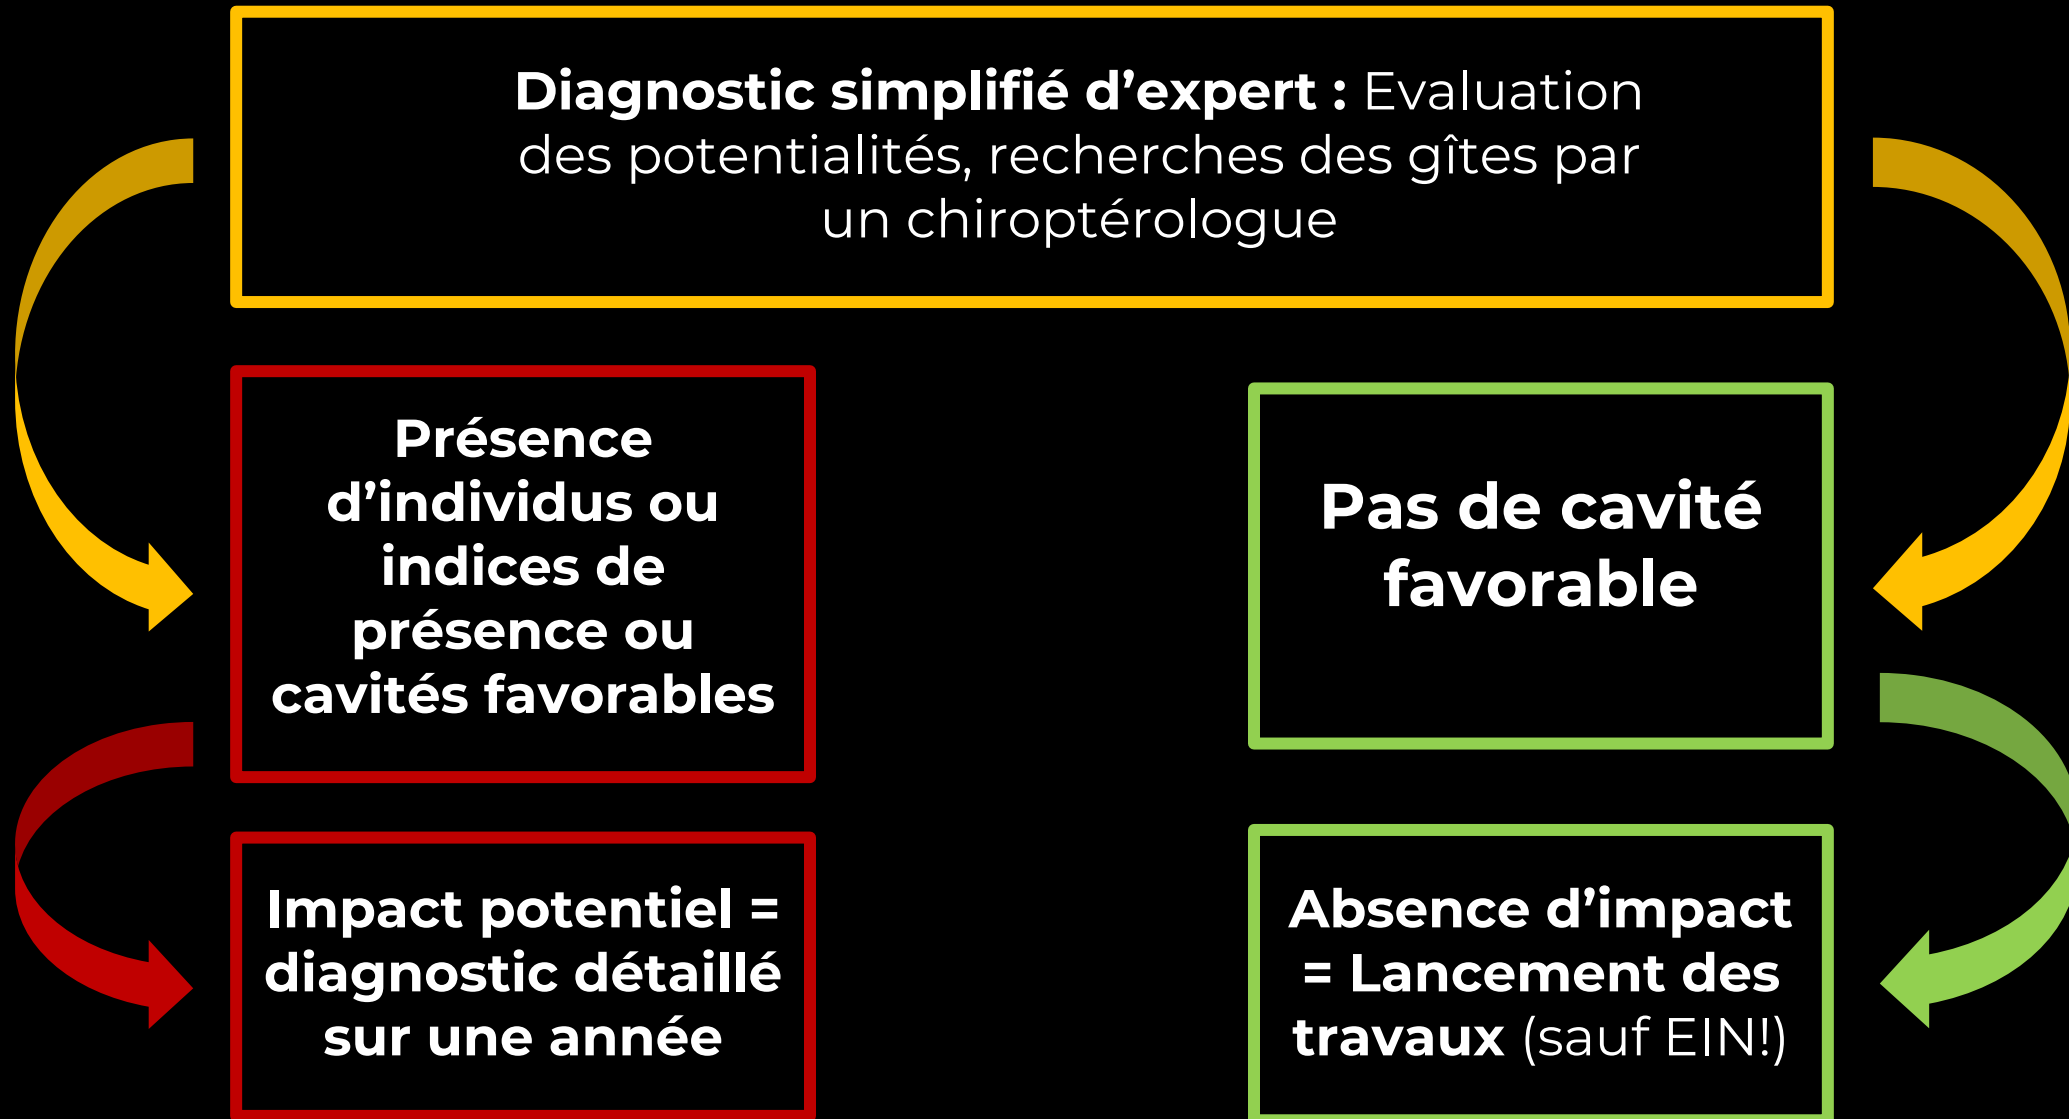 Diagnostic simplifié d’expert : Evaluation
des potentialités, recherches des gîtes par
un chiroptérologue
Présence
d’individus ou
indices de
présence ou
cavités favorables
Pas de cavité
favorable
Impact potentiel =
diagnostic détaillé
sur une année
Absence d’impact
= Lancement des
travaux (sauf EIN!)